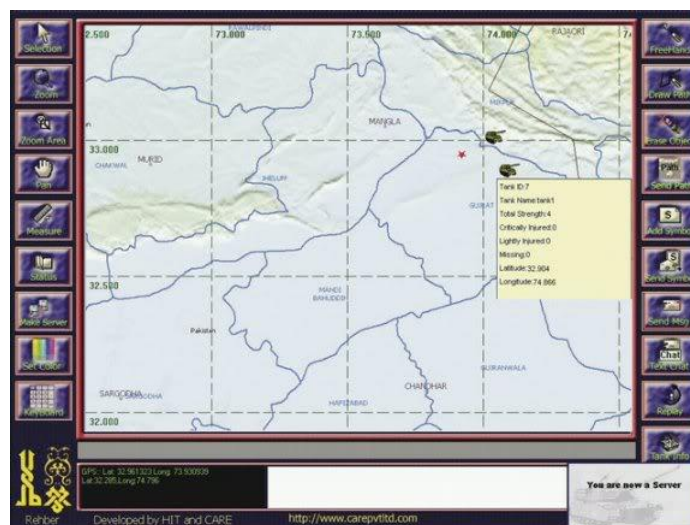 Selection
Zoom
Zoom Area
Pan
Measure
Status
Make Server
Set Color
Keyboard
Rehber
2.500
73.000
73.500
74.000
RAWALPINDI
RAJAORI
MIRPUR
MANGLA
33.000
MURID
CHAKWAL
JHELUM
GUJRAT
Tank ID:7
Tank Name:tank1
Total Strength:4
Critically Injured:0
Lightly Injured:0
Missing:0
Latitude:32.904
Longitude:74.866
32.500
MANDI
BAHUDDIN
Pakistan
GUJRANWALA
CHANDHAR
SARGODHA
SARGODHA
HAFIZABAD
32.000
FreeHand
Draw Path
Erase Object
Path
Send Path
S
Add Symbol
S
Send Symbol
Send Msg
Chat
Text Chat
Replay
Tank Info
GPS:: Lat: 32.961323 Long: 73.930939
Lat:32.285,Long:74.796
You are now a Server
Developed by HIT and CARE
http://www.carepvtltd.com